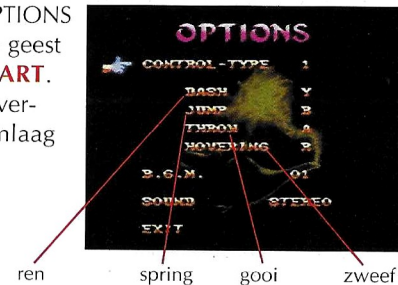 PTIONS
geest
ART.
ver-
nlaag
OPTIONS
CONTROL-TYPE 1
DASH Y
JUMP B
THROW A
HOVERING R
B.G.M. 01
SOUND STEREO
EXIT
ren spring gooi zweef